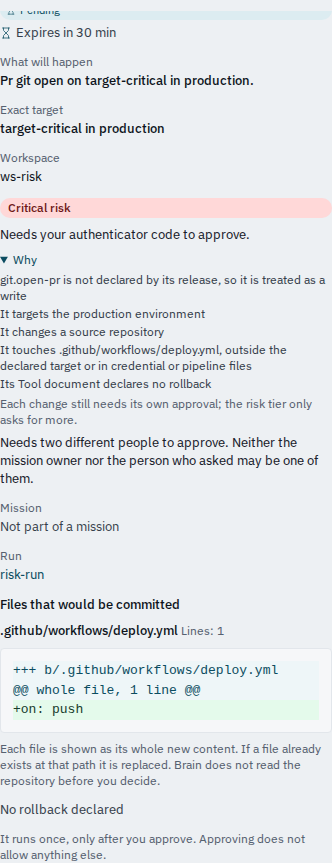 Pending
Expires in 30 min
What will happen
Pr git open on target-critical in production.
Exact target
target-critical in production
Workspace
ws-risk
Critical risk
Needs your authenticator code to approve.
Why
git.open-pr is not declared by its release, so it is treated as a
write
It targets the production environment
It changes a source repository
It touches .github/workflows/deploy.yml, outside the
declared target or in credential or pipeline files
Its Tool document declares no rollback
Each change still needs its own approval; the risk tier only
asks for more.
Needs two different people to approve. Neither the
mission owner nor the person who asked may be one of
them.
Mission
Not part of a mission
Run
risk-run
Files that would be committed
.github/workflows/deploy.yml Lines: 1
+++ b/.github/workflows/deploy.yml
@@ whole file, 1 line @@
+on: push
Each file is shown as its whole new content. If a file already
exists at that path it is replaced. Brain does not read the
repository before you decide.
No rollback declared
It runs once, only after you approve. Approving does not
allow anything else.